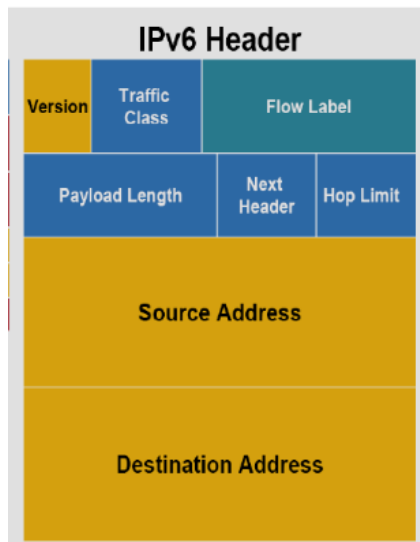 IPv6 Header
Version
Traffic
Class
Flow Label
Payload Length
Next
Header
Hop Limit
Source Address
Destination Address